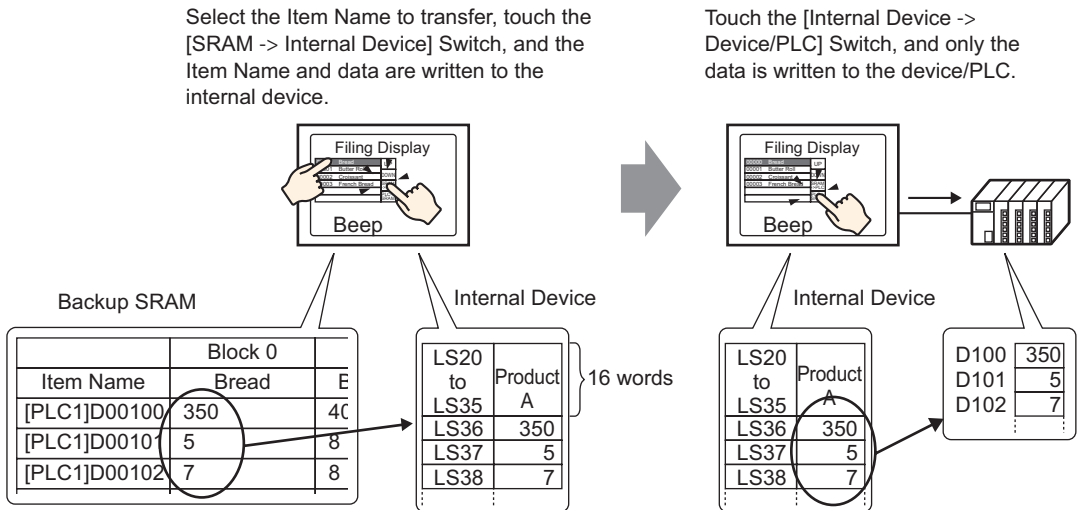 Select the Item Name to transfer, touch the
[SRAM -> Internal Device] Switch, and the
Item Name and data are written to the
internal device.
Touch the [Internal Device ->
Device/PLC] Switch, and only the
data is written to the device/PLC.
Filing Display
Bread
Butter Roll
0002 Croissant
0003 French Bread
Beep
Filing Display
00000 Bread UP
00001 Butter Roll
00002 Croissant
00003 French Bread
Beep
Backup SRAM
Block 0
Item Name Bread
[PLC1]D00100 350 40
[PLC1]D00101 5 8
[PLC1]D00102 7 8
Internal Device
LS20
to
LS35
Product
A
16 words
LS36 350
LS37 5
LS38 7
Internal Device
LS20
to
LS35
Product
A
LS36 350
LS37 5
LS38 7
D100 350
D101 5
D102 7